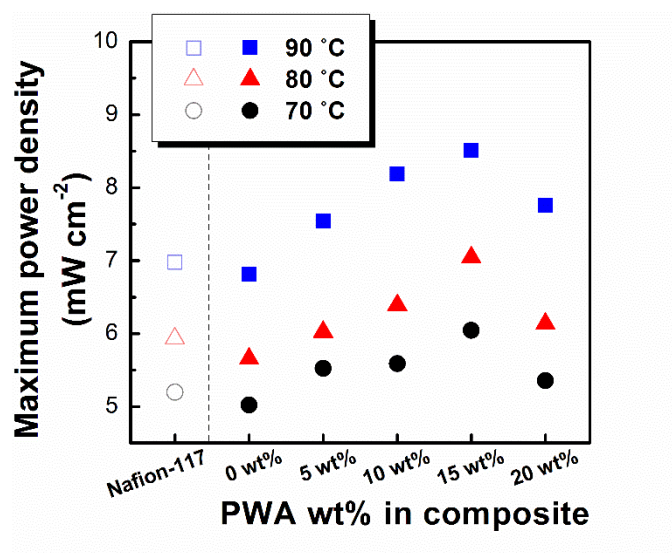 10
9
8
7
6
5
90 ˚C
80 ˚C
70 ˚C
Maximum power density
(mW cm-2)
Nafion-117
0 wt%
5 wt%
10 wt%
15 wt%
20 wt%
PWA wt% in composite